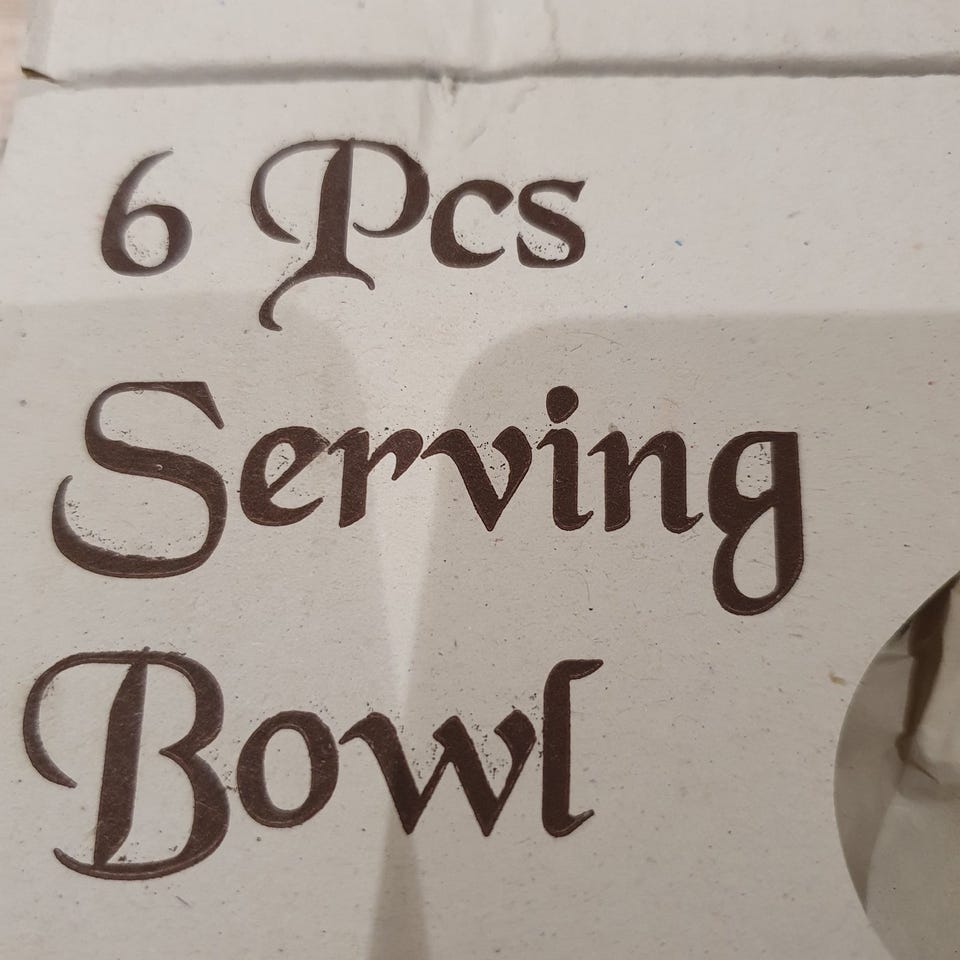 6 Pcs
Serving
Bowl